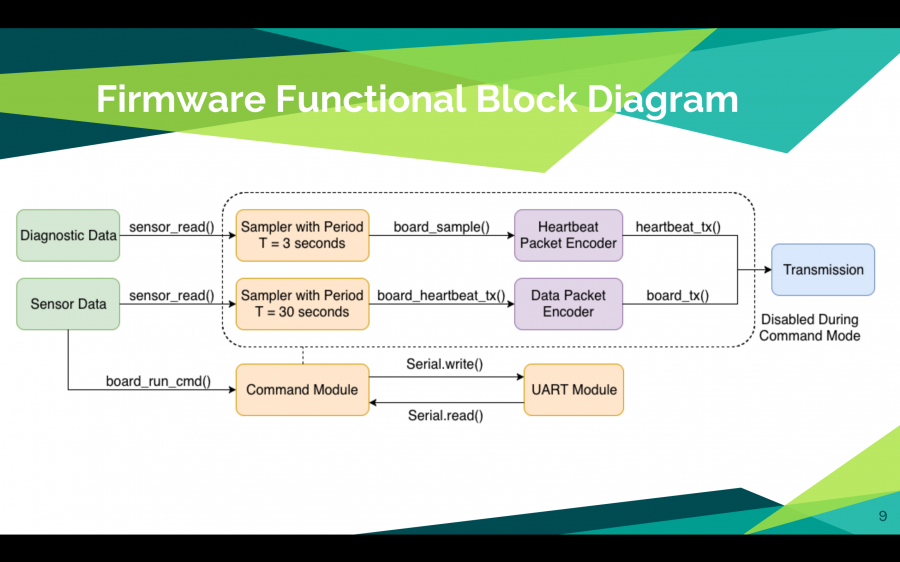 Firmware Functional Block Diagram
Diagnostic Data
sensor_read()
Sampler with Period
T = 3 seconds
board_sample()
Heartbeat
Packet Encoder
heartbeat_tx()
Transmission
Sensor Data
sensor_read()
Sampler with Period
T = 30 seconds
board_heartbeat_tx()
Data Packet
Encoder
board_tx()
Disabled During
Command Mode
board_run_cmd()
Command Module
Serial.write()
Serial.read()
UART Module
9